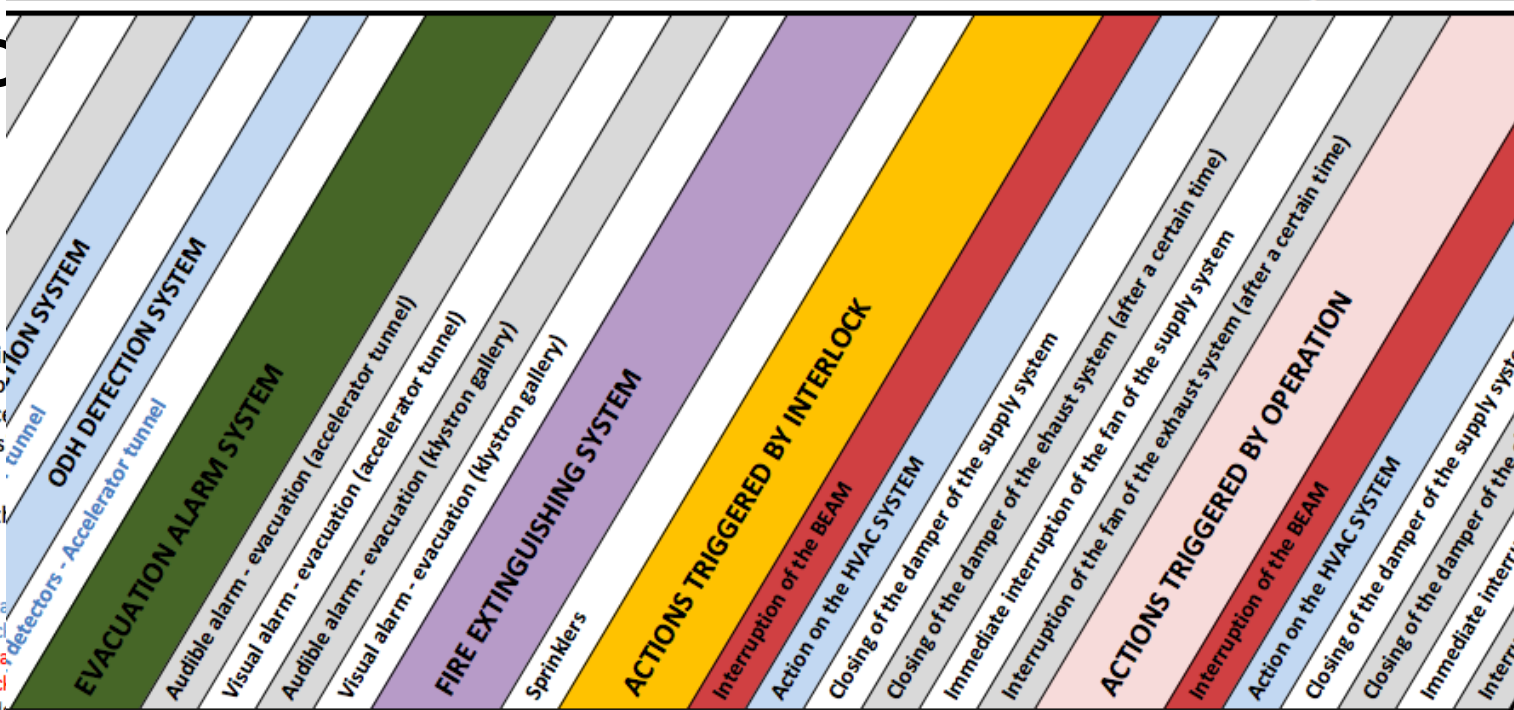 SYSTEM
tunnel
ODH DETECTION SYSTEM
detectors - Accelerator tunnel
EVACUATION ALARM SYSTEM
Audible alarm - evacuation (accelerator tunnel)
Visual alarm - evacuation (accelerator tunnel)
Audible alarm - evacuation (klystron gallery)
Visual alarm - evacuation (klystron gallery)
FIRE EXTINGUISHING SYSTEM
Sprinklers
ACTIONS TRIGGERED BY INTERLOCK
Interruption of the BEAM
Action on the HVAC SYSTEM
Closing of the damper of the supply system
Closing of the damper of the ehaust system (after a certain time)
Immediate interruption of the fan of the supply system
Interruption of the fan of the exhaust system (after a certain time)
ACTIONS TRIGGERED BY OPERATION
Interruption of the BEAM
Action on the HVAC SYSTEM
Closing of the damper of the supply
Closing of the damper of the
Immediate